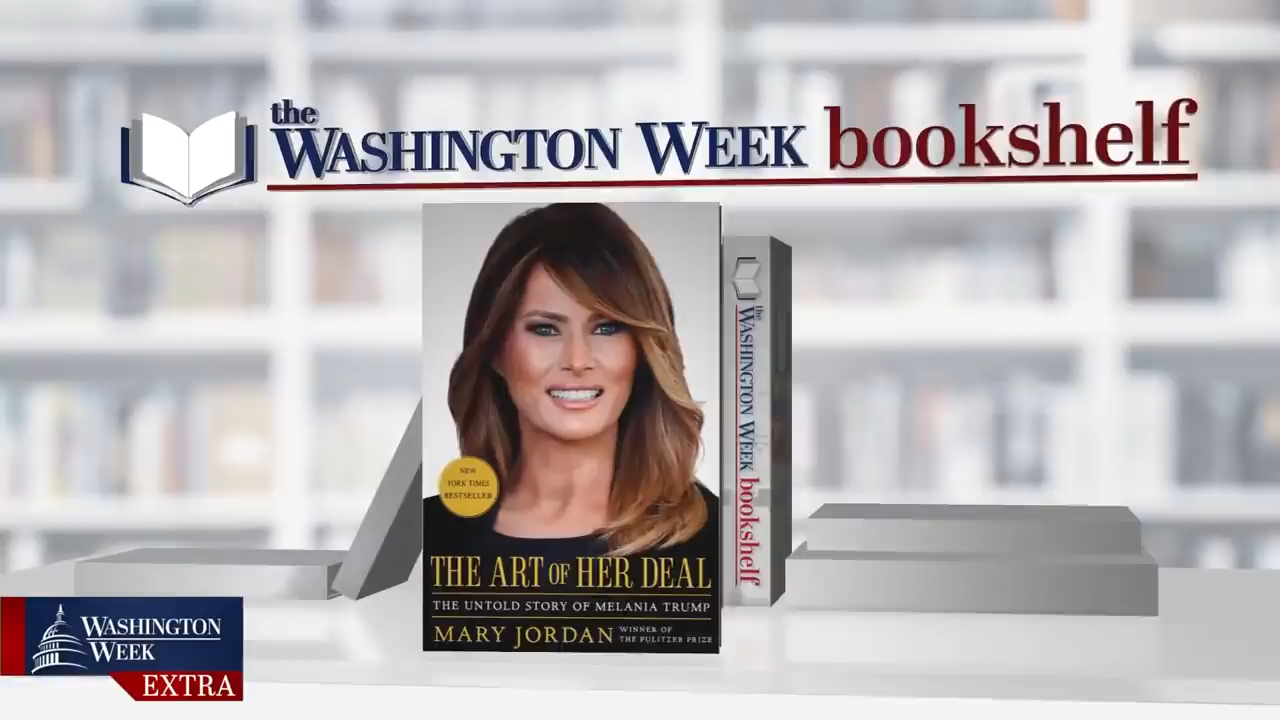 the
WASHINGTON WEEK bookshelf
the
WASHINGTON WEEK bookshelf
NEW
YORK TIMES
BESTSELLER
THE ART OF HER DEAL
THE UNTOLD STORY OF MELANIA TRUMP
MARY JORDAN WINNER OF
THE PULITZER PRIZE
WASHINGTON
WEEK
EXTRA